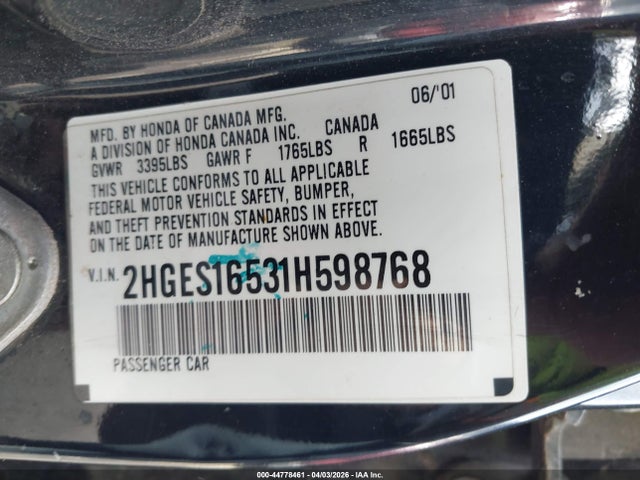 06/'01
MFD. BY HONDA OF CANADA MFG.
A DIVISION OF HONDA CANADA INC. CANADA
GVWR 3395LBS GAWR F 1765LBS R 1665LBS
THIS VEHICLE CONFORMS TO ALL APPLICABLE
FEDERAL MOTOR VEHICLE SAFETY, BUMPER,
AND THEFT PREVENTION STANDARDS IN EFFECT
ON THE DATE OF MANUFACTURE SHOWN ABOVE.
V.I.N. 2HGES16531H598768
PASSENGER CAR
000-44778461 - 04/03/2026 - IAA Inc.